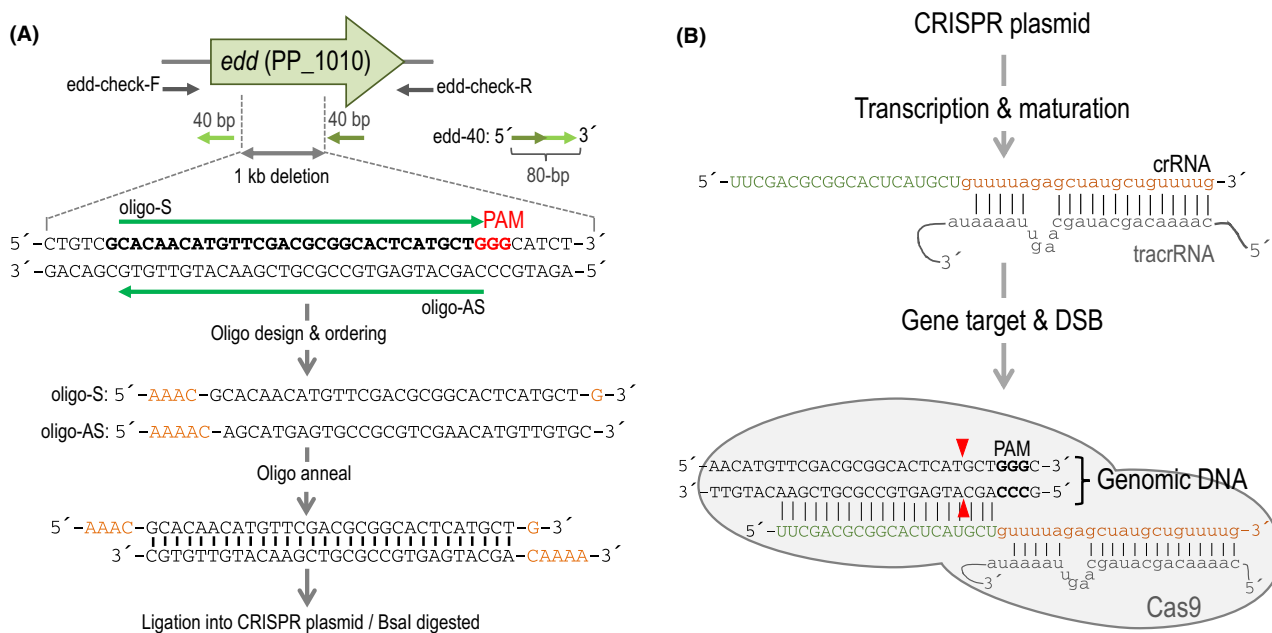 (A)
edd (PP_1010)
edd-check-F
edd-check-R
40 bp
40 bp
edd-40: 5´ 3´
80-bp
1 kb deletion
oligo-S
PAM
5´-CTGTCGCACAACATGTTCGACGCGGCACTCATGCTGGGCATCT-3´
3´-GACAGCGTGTTGTACAAGCTGCGCCGTGAGTACGACCCGTAGA-5´
oligo-AS
Oligo design & ordering
oligo-S: 5´-AAAC-GCACAACATGTTCGACGCGGCACTCATGCT-G-3´
oligo-AS: 5´-AAAAC-AGCATGAGTGCCGCGTCGAACATGTTGTGC-3´
Oligo anneal
5´-AAAC-GCACAACATGTTCGACGCGGCACTCATGCT-G-3´
3´-CGTGTTGTACAAGCTGCGCCGTGAGTACGA-CAAAA-3´
Ligation into CRISPR plasmid / BsaI digested
(B)
CRISPR plasmid
Transcription & maturation
crRNA
5´-UUCGACGCGGCACUCAUGCUguuuuagagcuaugcuguuuug-3´
auaaaau u g a a cgauacgacaaaac
3´
tracrRNA
5´
Gene target & DSB
PAM
5´-AACATGTTCGACGCGGCACTCATGCTGGGC-3´
3´-TTGTACAAGCTGCGCCGTGAGTACGACCCG-5´
Genomic DNA
5´-UUCGACGCGGCACUCAUGCUguuuuagagcuaugcuguuuug-3´
auaaaau u g a a cgauacgacaaaac
3´
5´
Cas9